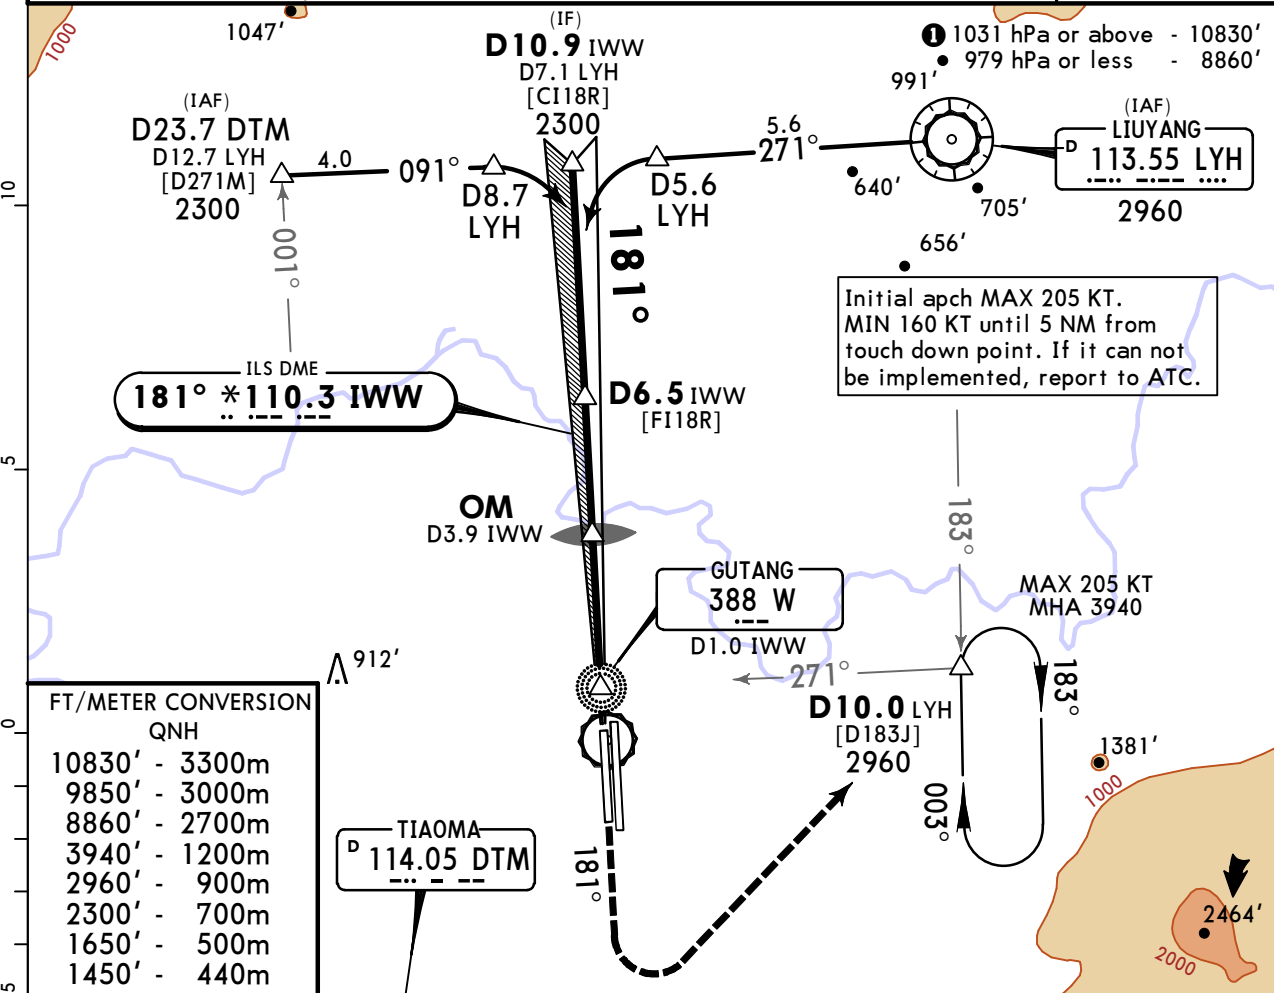 1047'
1000
(IF)
D10.9 IWW
D7.1 LYH
[CI18R]
2300
1 1031 hPa or above - 10830'
979 hPa or less - 8860'
991'
(IAF)
D23.7 DTM
D12.7 LYH
[D271M]
2300
4.0
091°
D8.7
LYH
5.6
271°
D5.6
LYH
(IAF)
LIUYANG
D 113.55 LYH
2960
640'
705'
656'
10
001°
181°
Initial apch MAX 205 KT.
MIN 160 KT until 5 NM from
touch down point. If it can not
be implemented, report to ATC.
ILS DME
181° *110.3 IWW
D6.5 IWW
[FI18R]
5
OM
D3.9 IWW
183°
GUTANG
388 W
D1.0 IWW
MAX 205 KT
MHA 3940
912'
271°
183°
D10.0 LYH
[D183J]
2960
003°
1381'
1000
0
FT/METER CONVERSION
QNH
10830' - 3300m
9850' - 3000m
8860' - 2700m
3940' - 1200m
2960' - 900m
2300' - 700m
1650' - 500m
1450' - 440m
TIAOMA
D 114.05 DTM
181°
2464'
2000
5